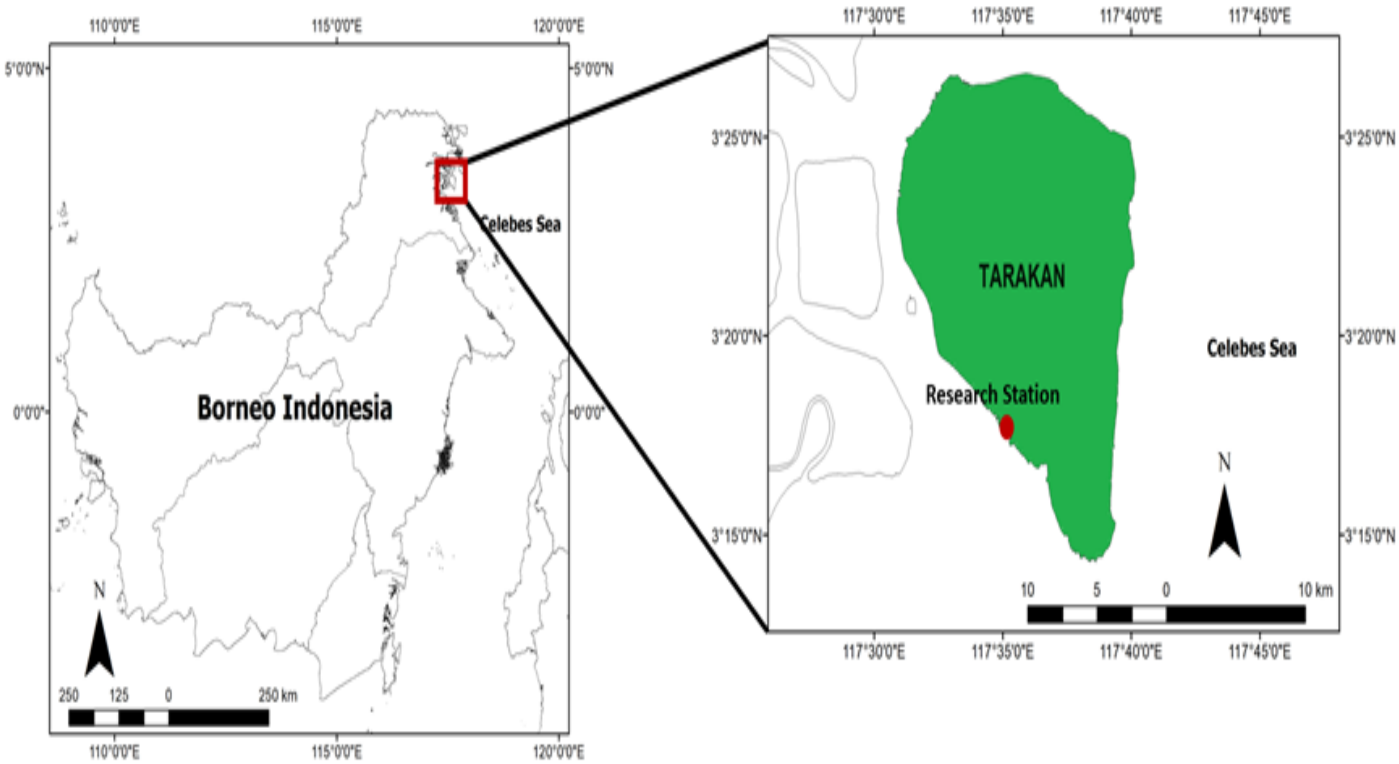 110°0'0"E 115°0'0"E 120°0'0"E
5°0'0"N 5°0'0"N
Celebes Sea
Borneo Indonesia
0°0'0" 0°0'0"
N
250 125 0 250 km
110°0'0"E 115°0'0"E 120°0'0"E
117°30'0"E 117°35'0"E 117°40'0"E 117°45'0"E
3°25'0"N 3°25'0"N
TARAKAN
3°20'0"N 3°20'0"N
Celebes Sea
Research Station
N
3°15'0"N 3°15'0"N
10 5 0 10 km
117°30'0"E 117°35'0"E 117°40'0"E 117°45'0"E